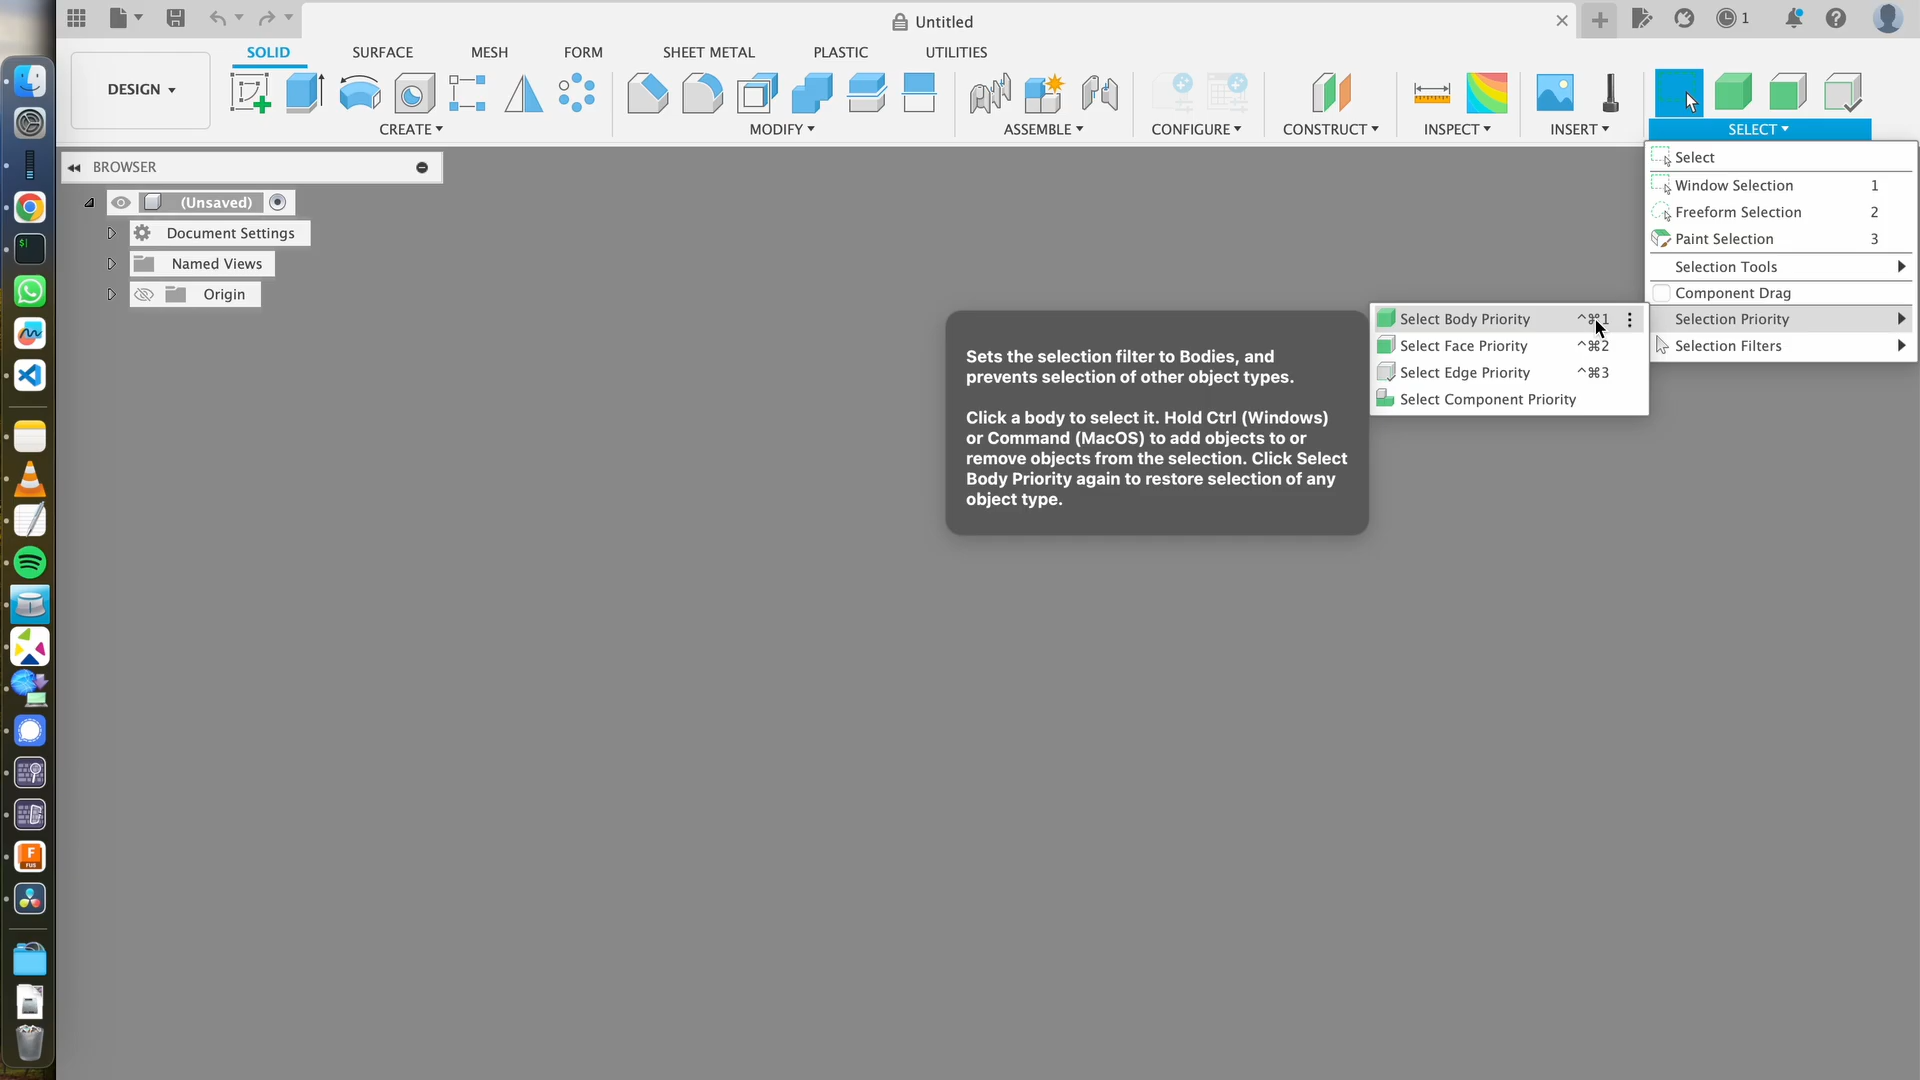 Untitled
1
DESIGN
SOLID
SURFACE
MESH
FORM
SHEET METAL
PLASTIC
UTILITIES
CREATE
MODIFY
ASSEMBLE
CONFIGURE
CONSTRUCT
INSPECT
INSERT
SELECT
BROWSER
(Unsaved)
Document Settings
Named Views
Origin
Select
Window Selection 1
Freeform Selection 2
Paint Selection 3
Selection Tools
Component Drag
Selection Priority
Selection Filters
Select Body Priority ^⌘1
Select Face Priority ^⌘2
Select Edge Priority ^⌘3
Select Component Priority
Sets the selection filter to Bodies, and
prevents selection of other object types.
Click a body to select it. Hold Ctrl (Windows)
or Command (MacOS) to add objects to or
remove objects from the selection. Click Select
Body Priority again to restore selection of any
object type.
F
FUS